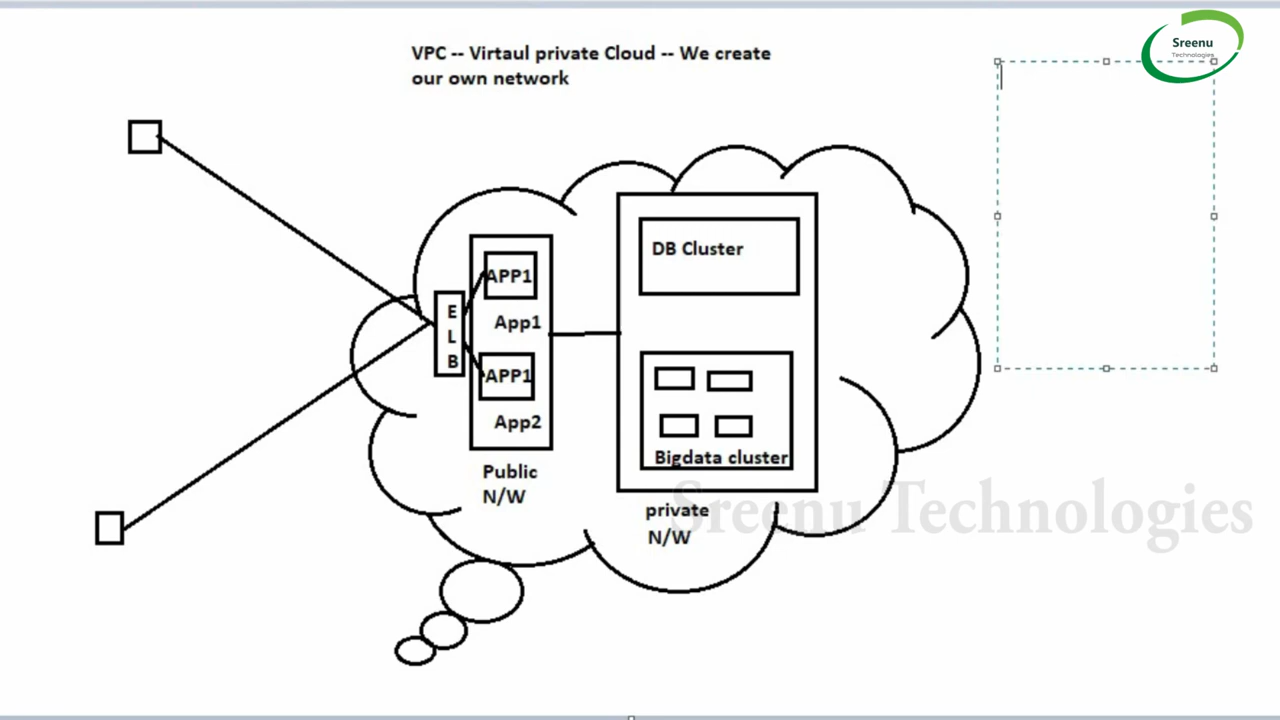 VPC -- Virtaul private Cloud -- We create
our own network
Sreenu
Technologies
DB Cluster
APP1
E
L
B
App1
APP1
App2
Bigdata cluster
Public
N/W
private
N/W
Sreenu Technologies